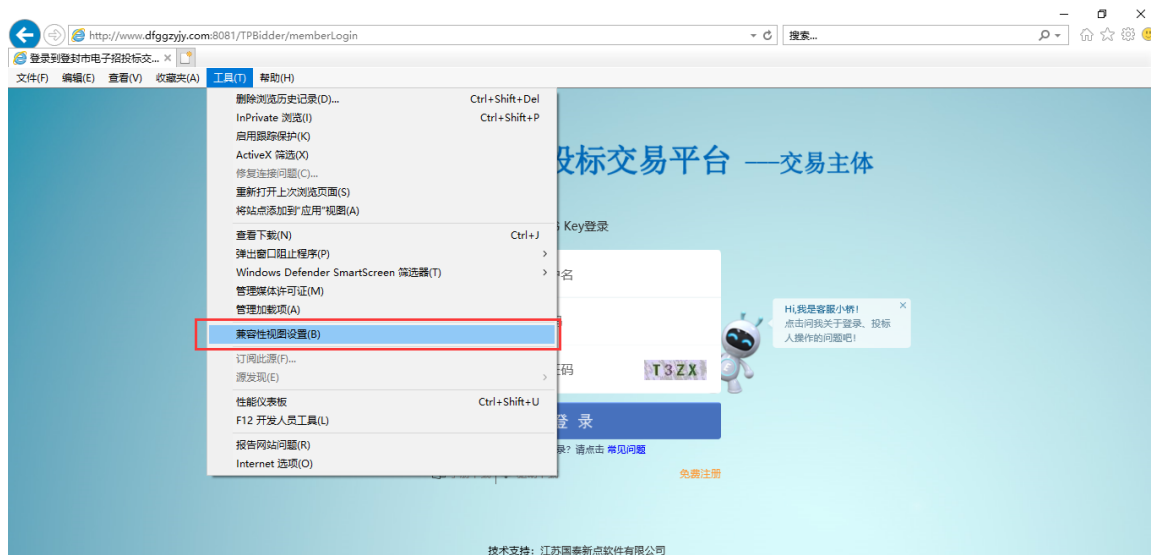 http://www.dfggzyjy.com:8081/TPBidder/memberLogin
搜索...
登录到登封市电子招投标交...
文件(F) 编辑(E) 查看(V) 收藏夹(A) 工具(T) 帮助(H)
删除浏览历史记录(D)... Ctrl+Shift+Del
InPrivate 浏览(I) Ctrl+Shift+P
启用跟踪保护(K)
ActiveX 筛选(X)
修复连接问题(C)...
重新打开上次浏览页面(S)
将站点添加到"应用"视图(A)
查看下载(N) Ctrl+J
弹出窗口阻止程序(P)
Windows Defender SmartScreen 筛选器(T)
管理媒体许可证(M)
管理加载项(A)
兼容性视图设置(B)
订阅此源(F)...
源发现(E)
性能仪表板 Ctrl+Shift+U
F12 开发人员工具(L)
报告网站问题(R)
Internet 选项(O)
投标交易平台 —交易主体
Key登录
名
Hi,我是客服小桥!
点击问我关于登录、投标
人操作的问题吧!
码 T3ZX
登 录
录? 请点击 常见问题
免费注册
技术支持: 江苏国泰新点软件有限公司